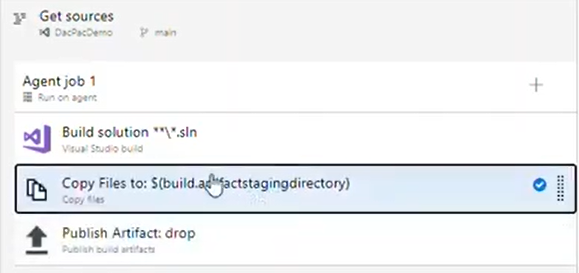 Get sources
DacPacDemo main
Agent job 1
Run on agent
Build solution **\*.sln
Visual Studio build
Copy Files to: $(build.artifactstagingdirectory)
Copy files
Publish Artifact: drop
Publish build artifacts